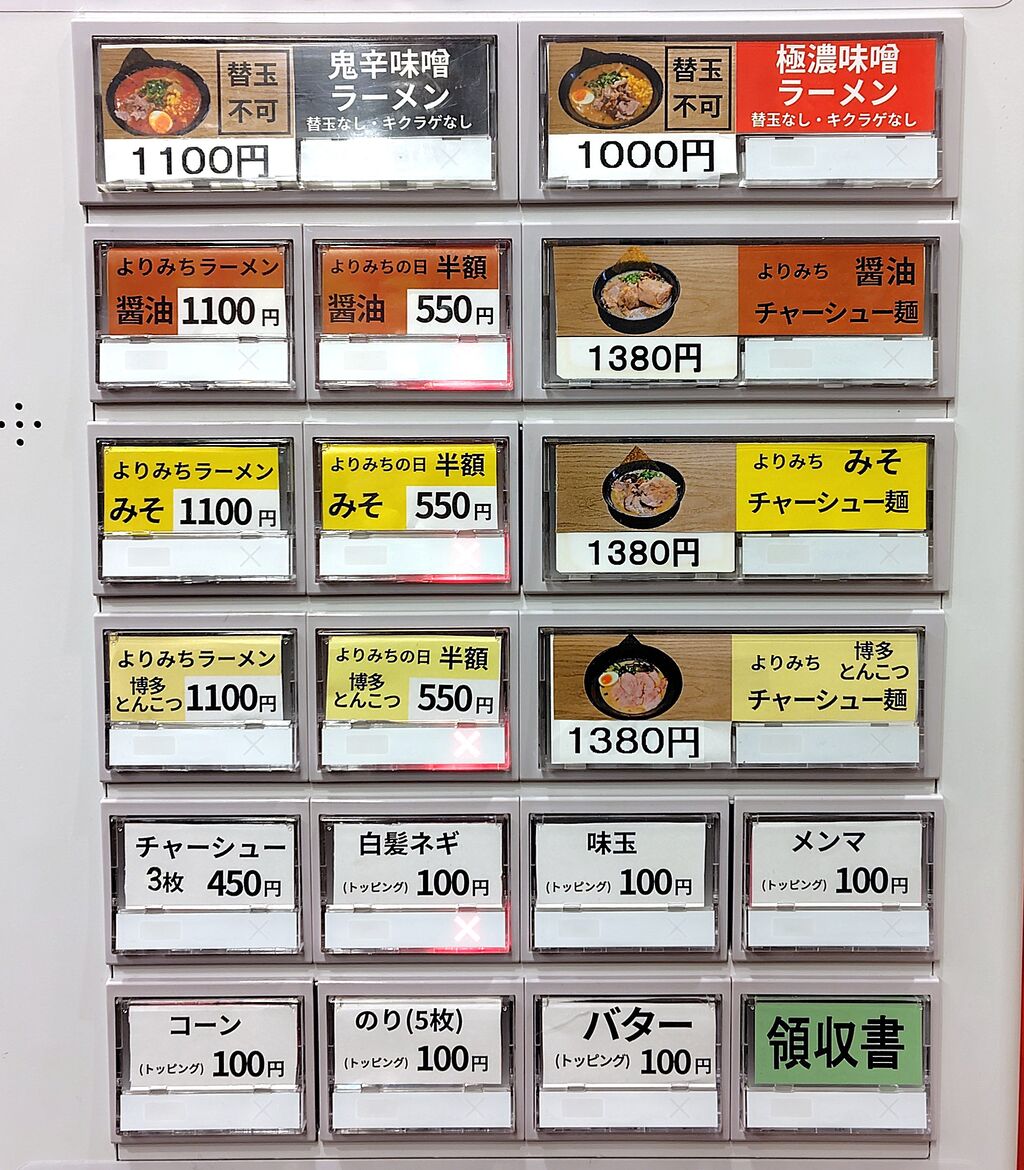 替玉
不可
鬼辛味噌
ラーメン
替玉なし・キクラゲなし
1100円
替玉
不可
極濃味噌
ラーメン
替玉なし・キクラゲなし
1000円
よりみちラーメン
醤油 1100円
よりみちの日 半額
醤油 550円
よりみち 醤油
チャーシュー麺
1380円
よりみちラーメン
みそ 1100円
よりみちの日 半額
みそ 550円
よりみち みそ
チャーシュー麺
1380円
よりみちラーメン
博多
とんこつ 1100円
よりみちの日 半額
博多
とんこつ 550円
よりみち 博多
とんこつ
チャーシュー麺
1380円
チャーシュー
3枚 450円
白髪ネギ
(トッピング) 100円
味玉
(トッピング) 100円
メンマ
(トッピング) 100円
コーン
(トッピング) 100円
のり(5枚)
(トッピング) 100円
バター
(トッピング) 100円
領収書